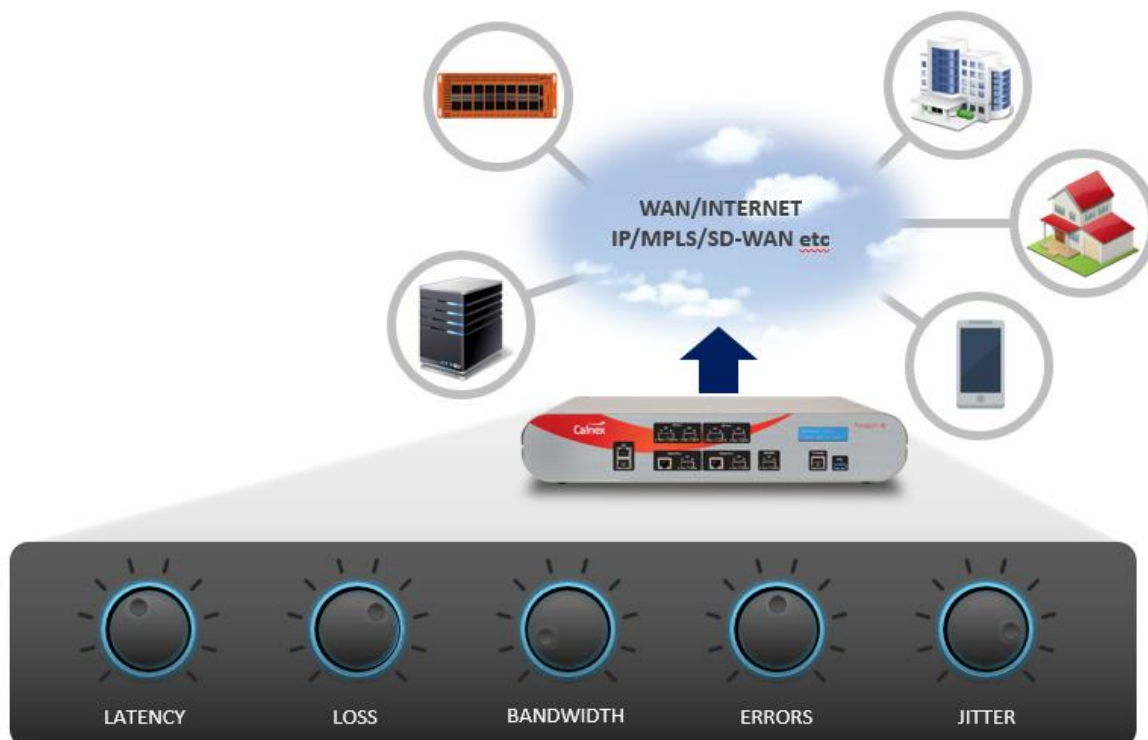 WAN/INTERNET
IP/MPLS/SD-WAN etc
Calnex
LATENCY
LOSS
BANDWIDTH
ERRORS
JITTER